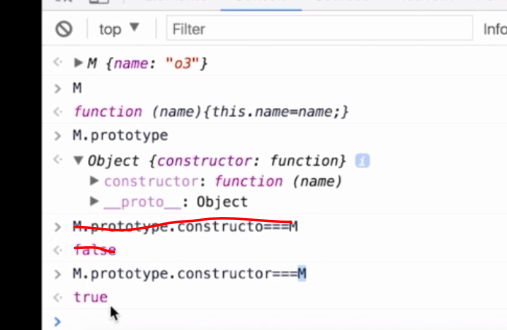 top ▼ Filter Info
M {name: "o3"}
M
function (name){this.name=name;}
M.prototype
Object {constructor: function} i
constructor: function (name)
__proto__: Object
M.prototype.constructo===M
false
M.prototype.constructor===M
true